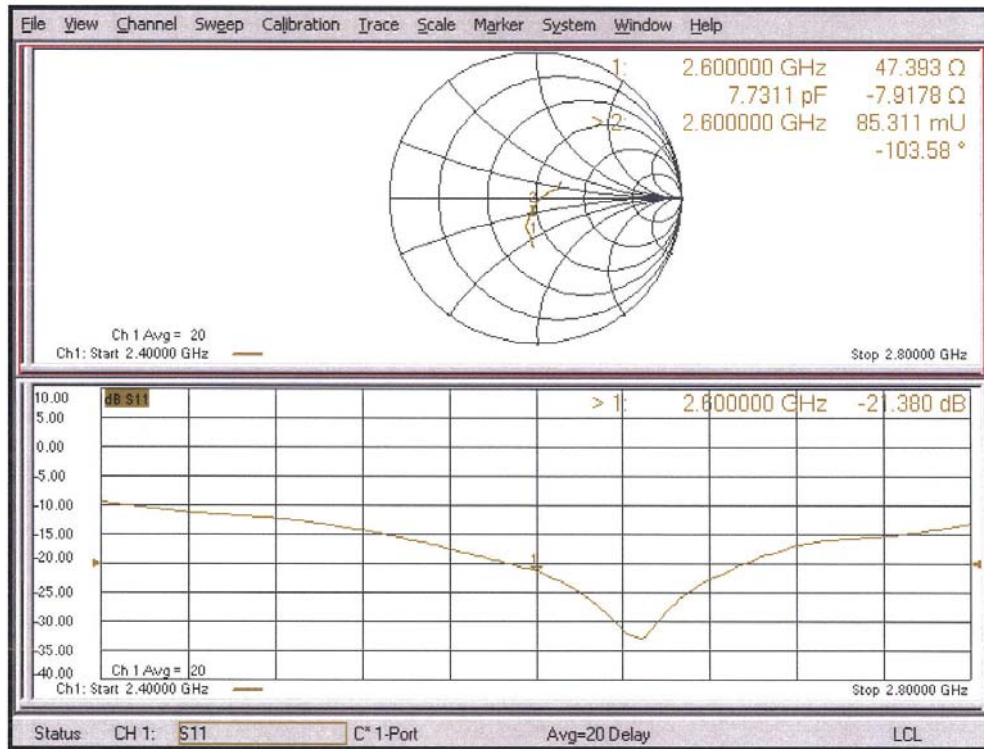 File View Channel Sweep Calibration Trace Scale Marker System Window Help
1: 2.600000 GHz 47.393 Ω
7.7311 pF -7.9178 Ω
> 2: 2.600000 GHz 85.311 mU
-103.58 °
2
1
Ch 1 Avg = 20
Ch1: Start 2.40000 GHz
Stop 2.80000 GHz
10.00 dB S11 > 1: 2.600000 GHz -21.380 dB
5.00
0.00
-5.00
-10.00
-15.00
-20.00
1
-25.00
-30.00
-35.00
-40.00 Ch 1 Avg = 20
Ch1: Start 2.40000 GHz
Stop 2.80000 GHz
Status CH 1: S11 C* 1-Port Avg=20 Delay LCL